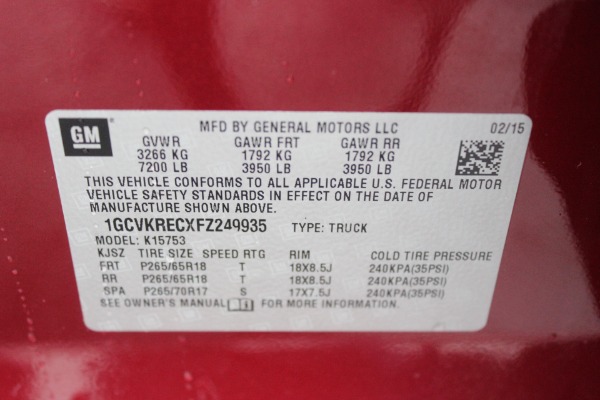 GM
MFD BY GENERAL MOTORS LLC 02/15
GVWR GAWR FRT GAWR RR
3266 KG 1792 KG 1792 KG
7200 LB 3950 LB 3950 LB
THIS VEHICLE CONFORMS TO ALL APPLICABLE U.S. FEDERAL MOTOR
VEHICLE SAFETY STANDARDS IN EFFECT ON THE DATE OF
MANUFACTURE SHOWN ABOVE.
1GCVKRECXFZ249935 TYPE: TRUCK
MODEL: K15753
KJSZ TIRE SIZE SPEED RTG RIM COLD TIRE PRESSURE
FRT P265/65R18 T 18X8.5J 240KPA(35PSI)
RR P265/65R18 T 18X8.5J 240KPA(35PSI)
SPA P265/70R17 S 17X7.5J 240KPA(35PSI)
SEE OWNER'S MANUAL FOR MORE INFORMATION.